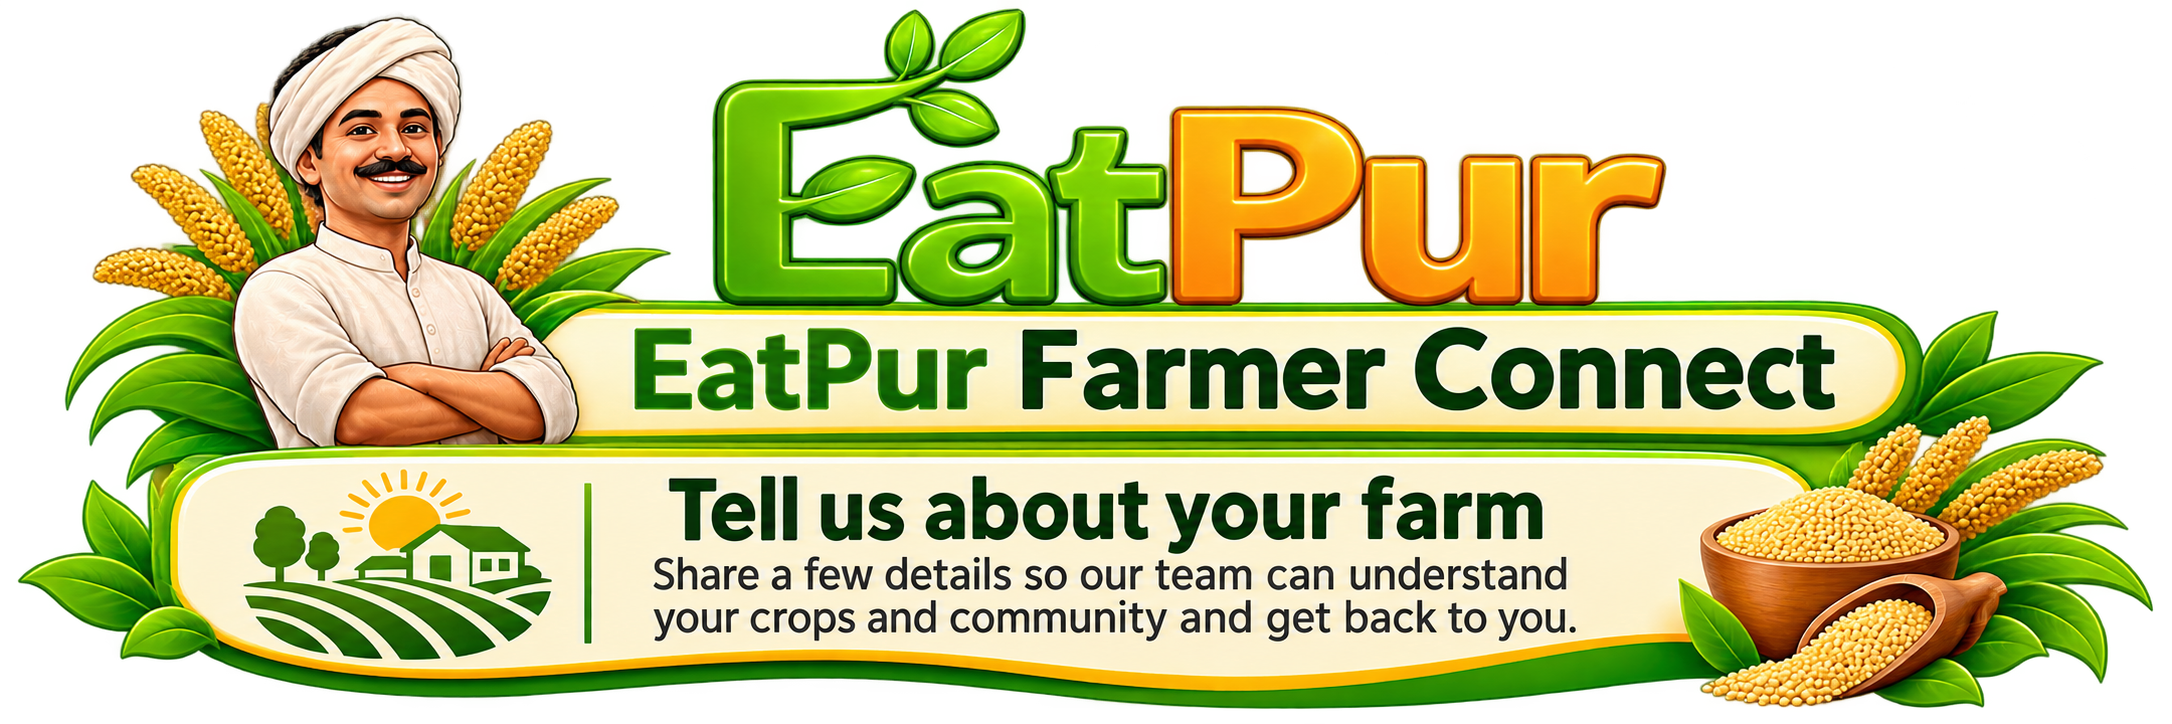 EatPur
EatPur Farmer Connect
Tell us about your farm
Share a few details so our team can understand
your crops and community and get back to you.